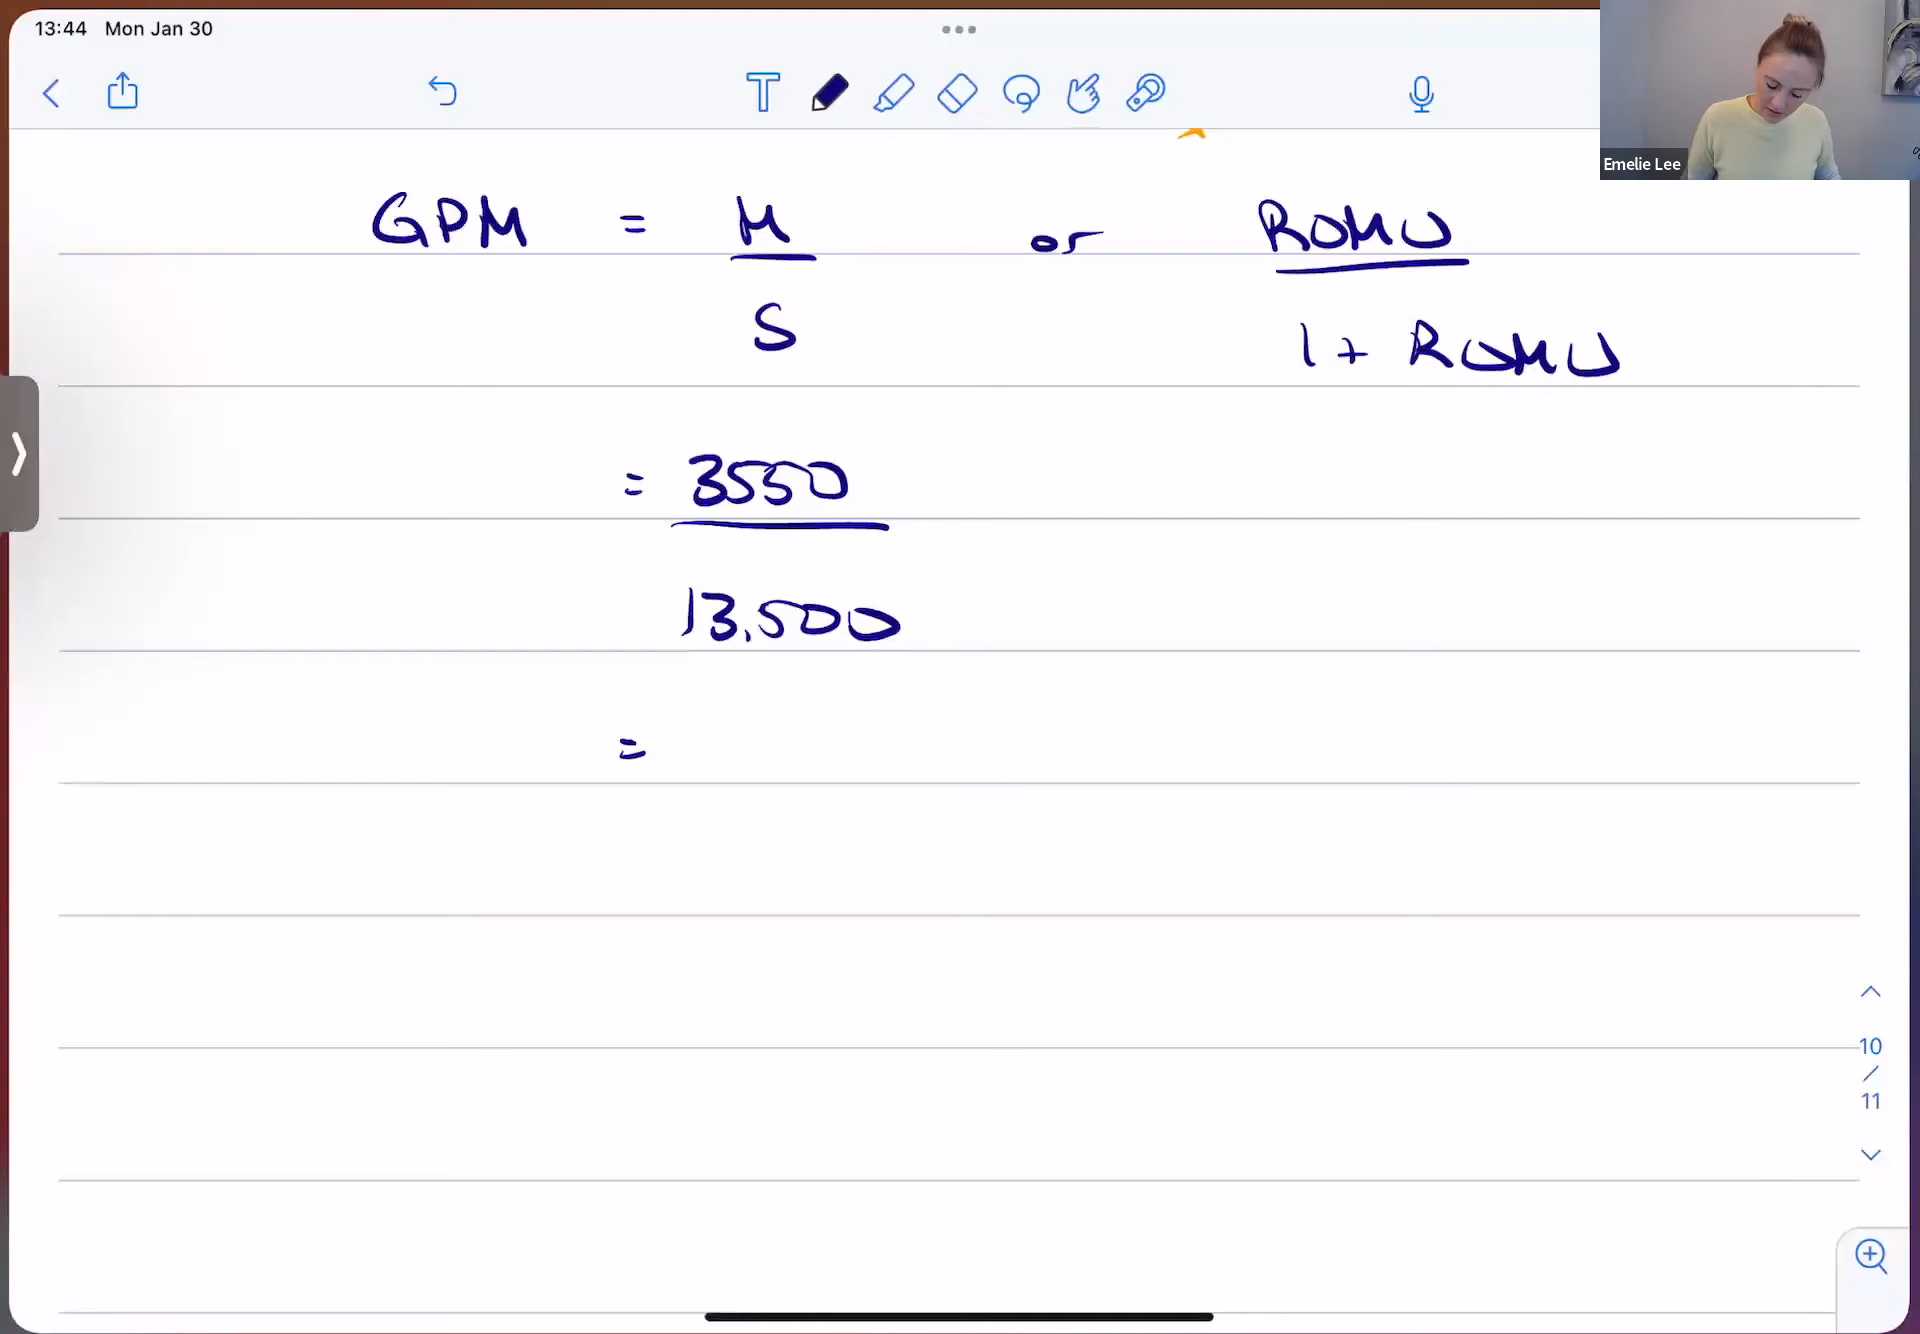 13:44 Mon Jan 30
Emelie Lee
GPM = M or ROMU
S 1 + ROMU
= 3550
13,500
=
10
/
11